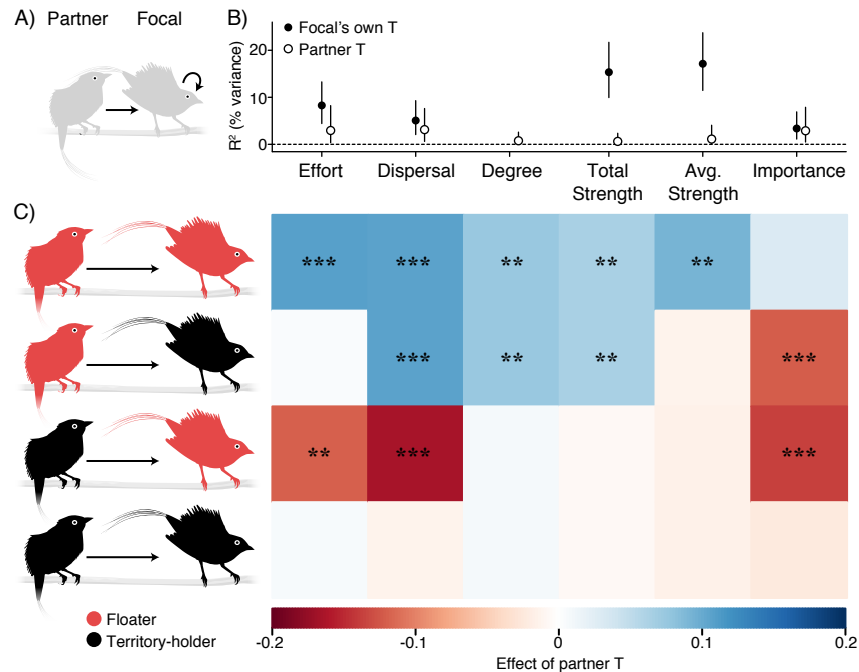 A)
Partner
Focal
B)
R² (% variance)
20
10
0
Focal's own T
Partner T
Effort
Dispersal
Degree
Total
Strength
Avg.
Strength
Importance
C)
***
***
**
**
**
***
**
**
***
**
***
***
Floater
Territory-holder
-0.2
-0.1
0
0.1
0.2
Effect of partner T